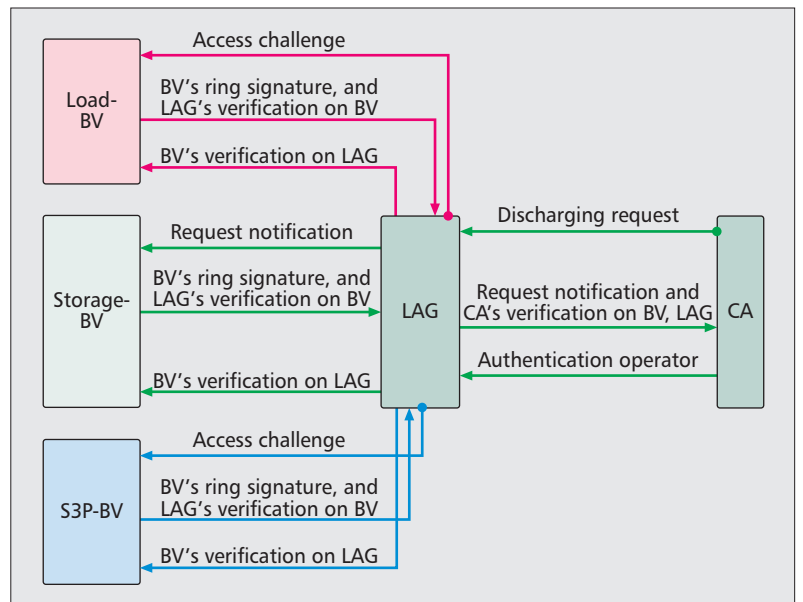 Access challenge
Load-
BV
BV's ring signature, and
LAG's verification on BV
BV's verification on LAG
Request notification
Storage-
BV
BV's ring signature, and
LAG's verification on BV
BV's verification on LAG
Access challenge
S3P-BV
BV's ring signature, and
LAG's verification on BV
BV's verification on LAG
LAG
Discharging request
Request notification and
CA's verification on BV, LAG
Authentication operator
CA